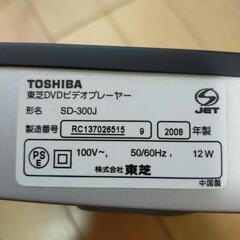 TOSHIBA
東芝DVDビデオプレーヤー
形名 SD-300J
製造番号 RC137026515 9 2008 年製
100V~, 50/60Hz, 12W
株式会社 東芝
中国製
S JET
PS E